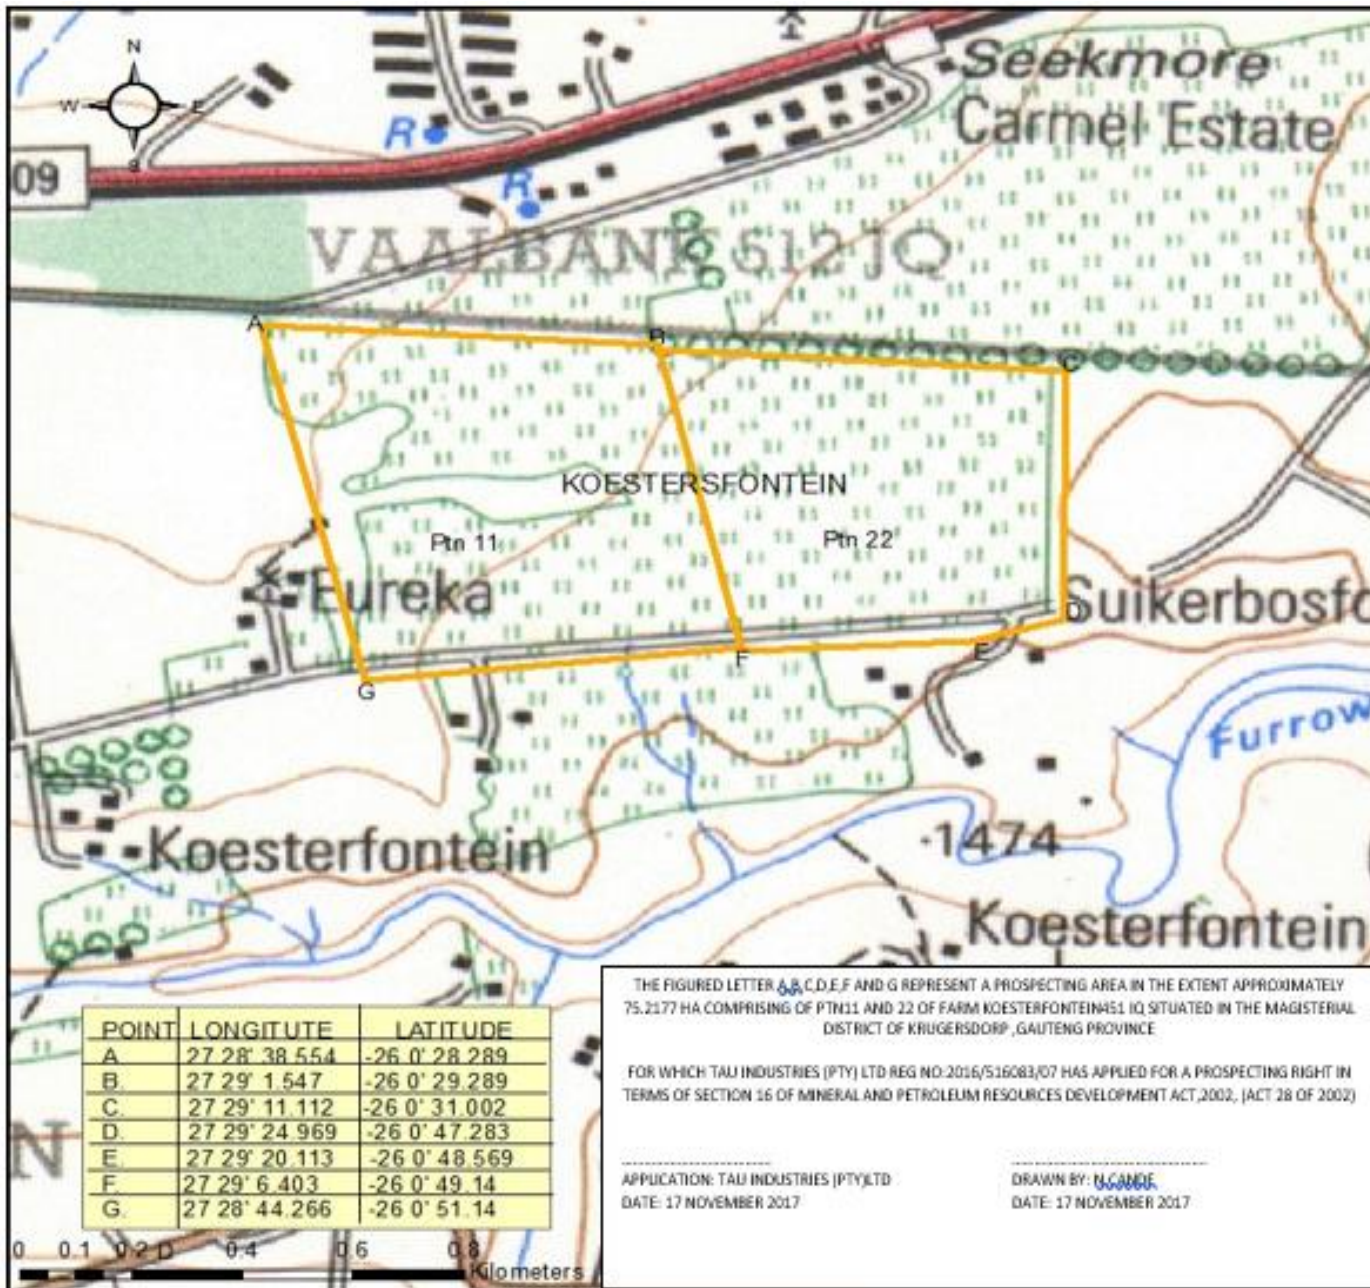 Seekmore
Carmel Estate
N
W E
S
R
09
R
VAALBANK 512 JQ
A
B
C
KOESTERSFONTEIN
Ptn 11
Ptn 22
Eureka
Suikerbosfo
D
E
F
G
Furrow
1474
Koesterfontein
Koesterfontein
N
POINT LONGITUTE LATITUDE
A. 27 28' 38.554 -26 0' 28.289
B. 27 29' 1.547 -26 0' 29.289
C. 27 29' 11.112 -26 0' 31.002
D. 27 29' 24.969 -26 0' 47.283
E. 27 29' 20.113 -26 0' 48.569
F. 27 29' 6.403 -26 0' 49.14
G. 27 28' 44.266 -26 0' 51.14
0 0.1 0.2 D 0.4 0.6 0.8
Kilometers
THE FIGURED LETTER A,B,C,D,E,F AND G REPRESENT A PROSPECTING AREA IN THE EXTENT APPROXIMATELY
75.2177 HA COMPRISING OF PTN11 AND 22 OF FARM KOESTERFONTEIN451 IQ SITUATED IN THE MAGISTERIAL
DISTRICT OF KRUGERSDORP ,GAUTENG PROVINCE
FOR WHICH TAU INDUSTRIES (PTY) LTD REG NO:2016/516083/07 HAS APPLIED FOR A PROSPECTING RIGHT IN
TERMS OF SECTION 16 OF MINERAL AND PETROLEUM RESOURCES DEVELOPMENT ACT,2002, (ACT 28 OF 2002)
APPLICATION: TAU INDUSTRIES (PTY)LTD
DATE: 17 NOVEMBER 2017
DRAWN BY: N.CANDE
DATE: 17 NOVEMBER 2017